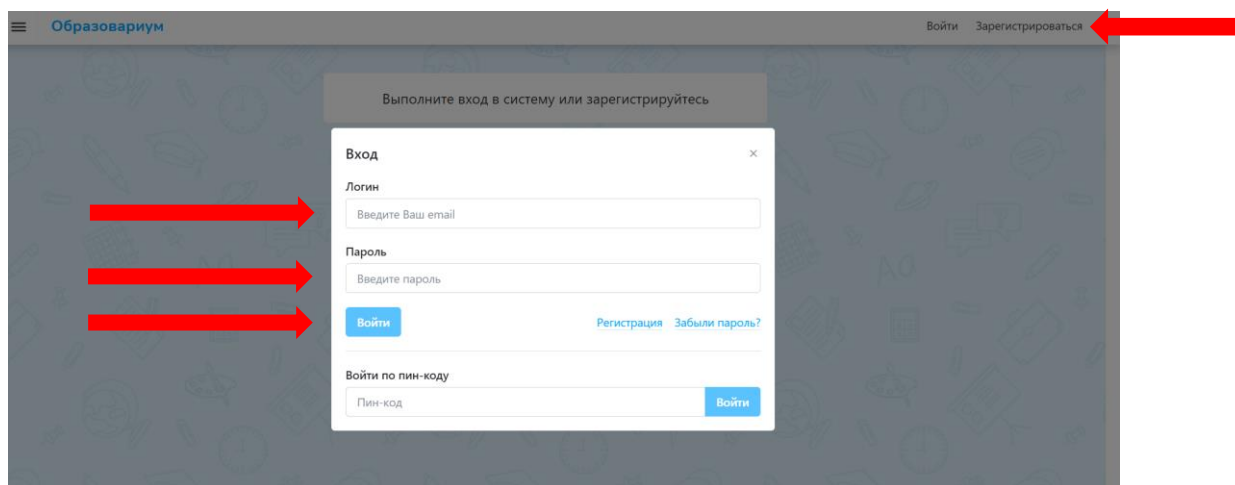 Образовариум
Войти Зарегистрироваться
Выполните вход в систему или зарегистрируйтесь
Вход
Логин
Введите Ваш email
Пароль
Введите пароль
Войти Регистрация Забыли пароль?
Войти по пин-коду
Пин-код Войти